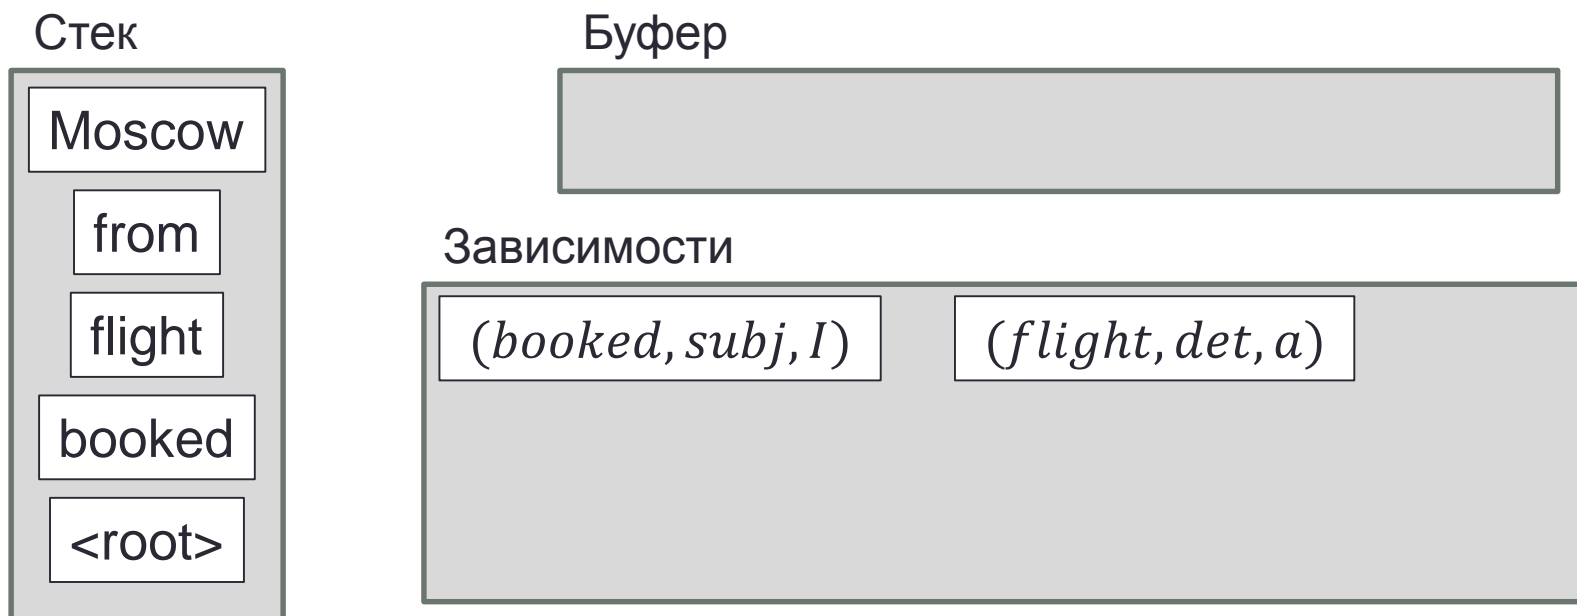 Стек
Буфер
Moscow
from
flight
booked
<root>
Зависимости
(booked, subj, I)
(flight, det, a)